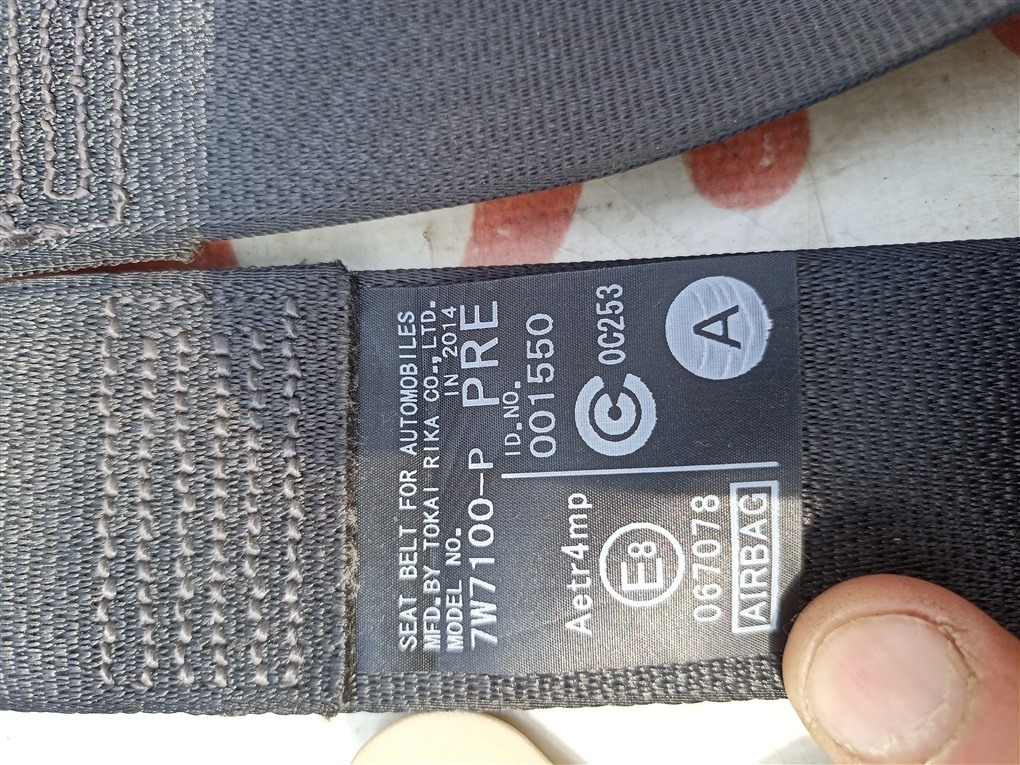 SEAT BELT FOR AUTOMOBILES
MFD.BY TOKAI RIKA CO.,LTD.
MODEL NO. IN 2014
7W7100-P PRE
Aetr4mp
E8
067078
AIRBAG
ID.NO.
001550
C 0C253
A